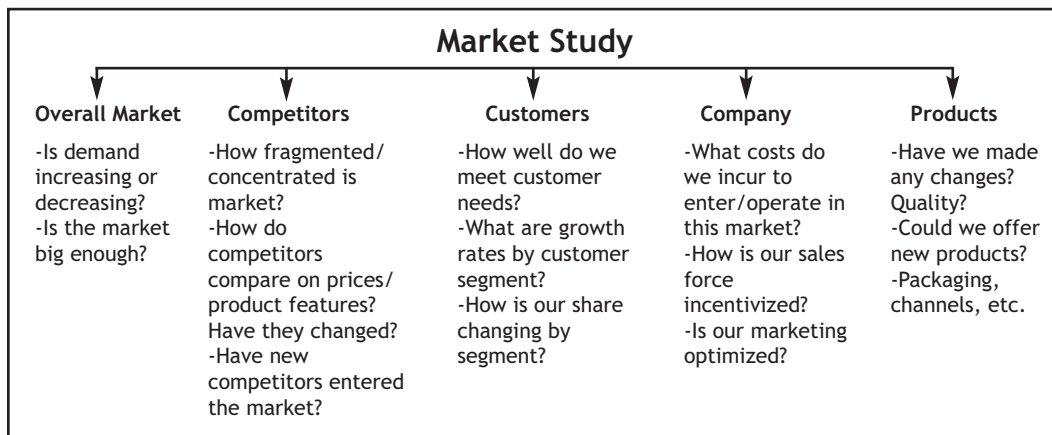 Market Study
Overall Market
-Is demand
increasing or
decreasing?
-Is the market
big enough?
Competitors
-How fragmented/
concentrated is
market?
-How do
competitors
compare on prices/
product features?
Have they changed?
-Have new
competitors entered
the market?
Customers
-How well do we
meet customer
needs?
-What are growth
rates by customer
segment?
-How is our share
changing by
segment?
Company
-What costs do
we incur to
enter/operate in
this market?
-How is our sales
force
incentivized?
-Is our marketing
optimized?
Products
-Have we made
any changes?
Quality?
-Could we offer
new products?
-Packaging,
channels, etc.